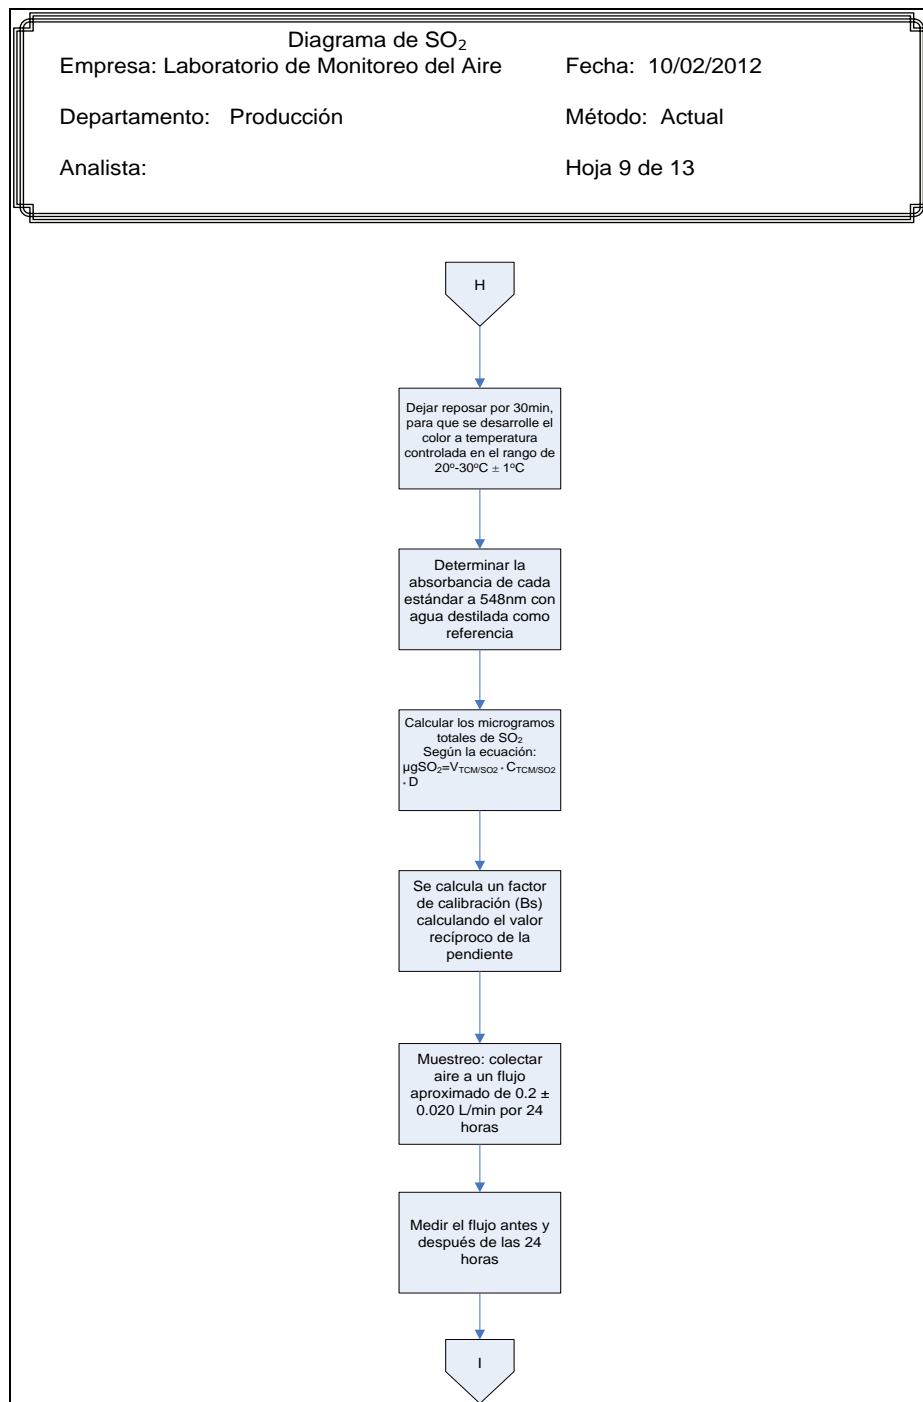 Diagrama de SO₂
Empresa: Laboratorio de Monitoreo del Aire Fecha: 10/02/2012
Departamento: Producción Método: Actual
Analista: Hoja 9 de 13
H
Dejar reposar por 30min,
para que se desarrolle el
color a temperatura
controlada en el rango de
20º-30ºC ± 1ºC
Determinar la
absorbancia de cada
estándar a 548nm con
agua destilada como
referencia
Calcular los microgramos
totales de SO₂
Según la ecuación:
µgSO₂=V_TCM/SO2 * C_TCM/SO2
* D
Se calcula un factor
de calibración (Bs)
calculando el valor
recíproco de la
pendiente
Muestreo: colectar
aire a un flujo
aproximado de 0.2 ±
0.020 L/min por 24
horas
Medir el flujo antes y
después de las 24
horas
I